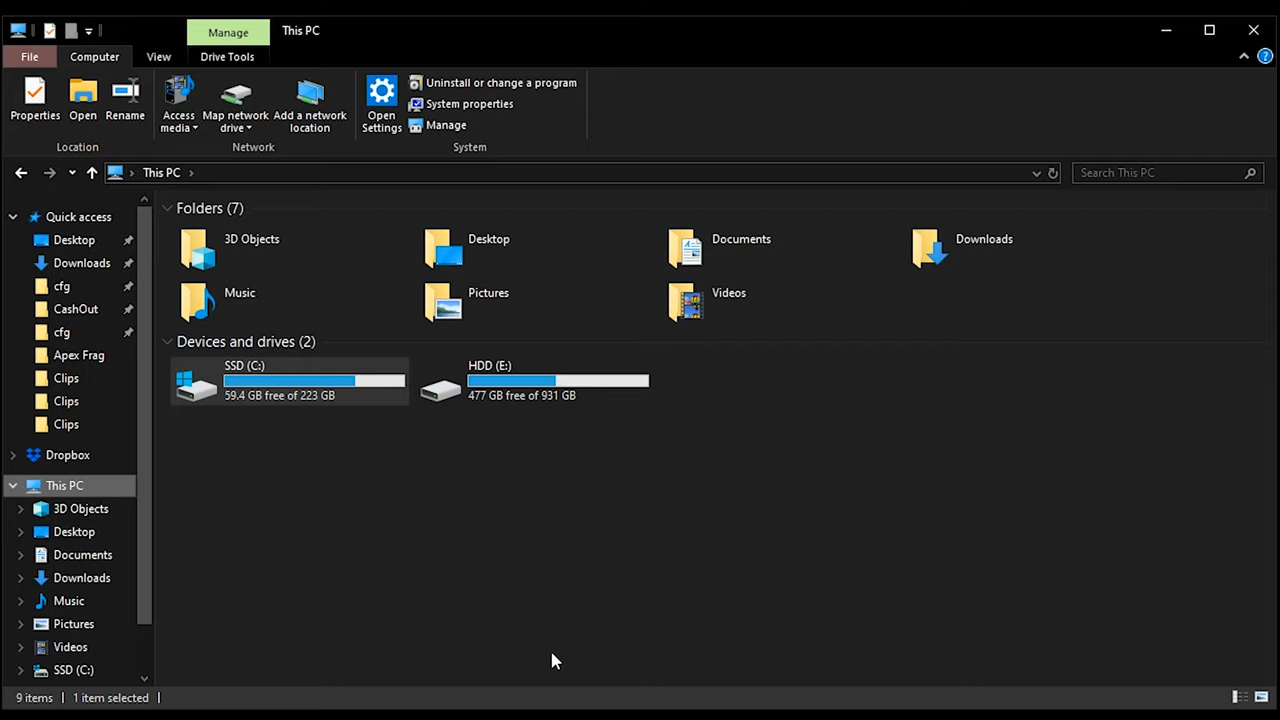 Manage
This PC
File
Computer
View
Drive Tools
Properties
Open
Rename
Access media
Map network drive
Add a network location
Open Settings
Uninstall or change a program
System properties
Manage
Location
Network
System
This PC
Search This PC
Quick access
Desktop
Downloads
cfg
CashOut
cfg
Apex Frag
Clips
Clips
Clips
Dropbox
This PC
3D Objects
Desktop
Documents
Downloads
Music
Pictures
Videos
SSD (C:)
Folders (7)
3D Objects
Desktop
Documents
Downloads
Music
Pictures
Videos
Devices and drives (2)
SSD (C:)
59.4 GB free of 223 GB
HDD (E:)
477 GB free of 931 GB
9 items
1 item selected